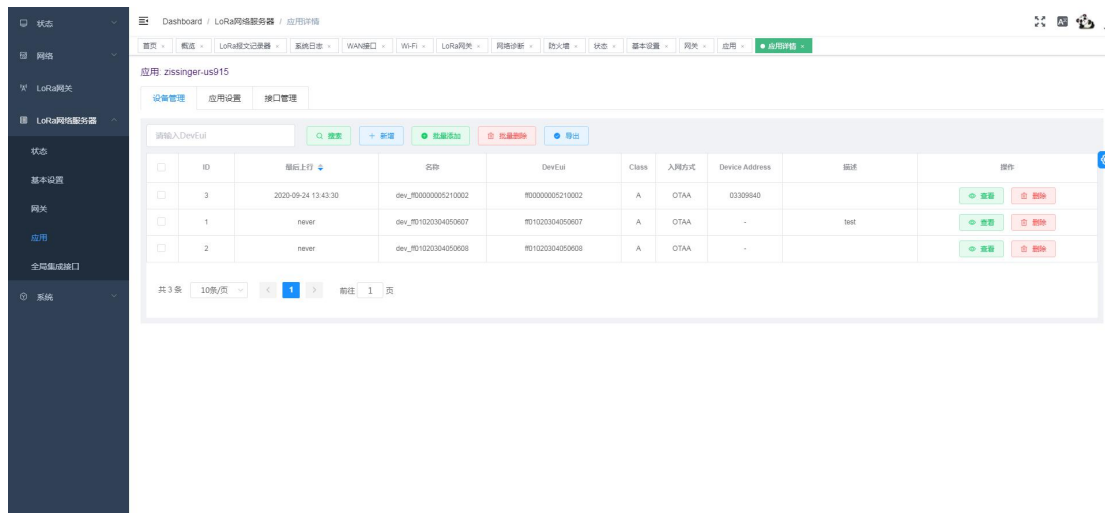 状态
网络
LoRa网关
LoRa网络服务器
状态
基本设置
网关
应用
全局集成接口
系统
Dashboard / LoRa网络服务器 / 应用详情
首页 × 概览 × LoRa报文记录器 × 系统日志 × WAN接口 × Wi-Fi × LoRa网关 × 网络诊断 × 防火墙 × 状态 × 基本设置 × 网关 × 应用 × 应用详情 ×
应用: zissinger-us915
设备管理 应用设置 接口管理
请输入DevEui 搜索 + 新增 批量添加 批量删除 导出
ID 最后上行 名称 DevEui Class 入网方式 Device Address 描述 操作
3 2020-09-24 13:43:30 dev_ff00000005210002 ff00000005210002 A OTAA 03309840 查看 删除
1 never dev_ff01020304050607 ff01020304050607 A OTAA - test 查看 删除
2 never dev_ff01020304050608 ff01020304050608 A OTAA - 查看 删除
共 3 条 10条/页 < 1 > 前往 1 页